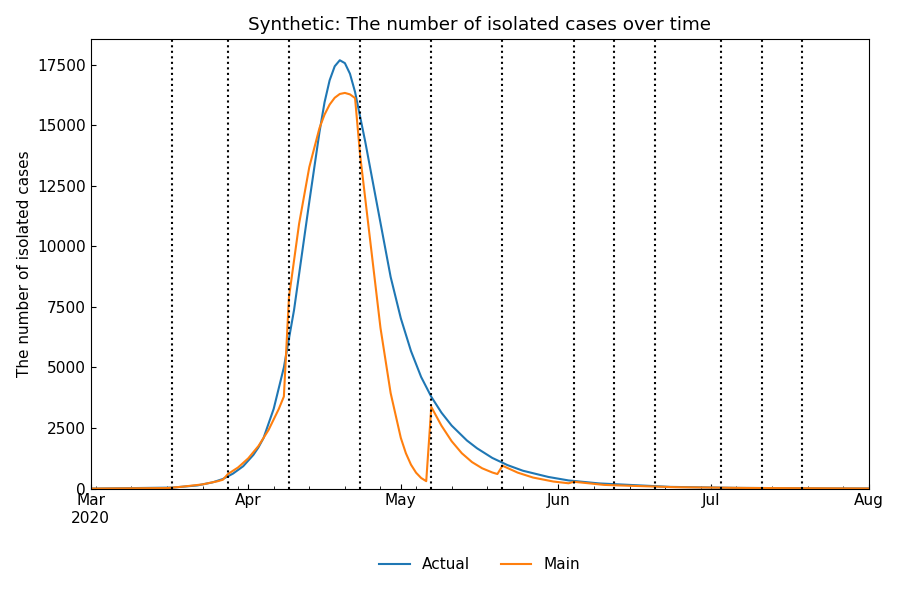 Synthetic: The number of isolated cases over time
The number of isolated cases
17500
15000
12500
10000
7500
5000
2500
0
Mar
2020
Apr
May
Jun
Jul
Aug
Actual
Main